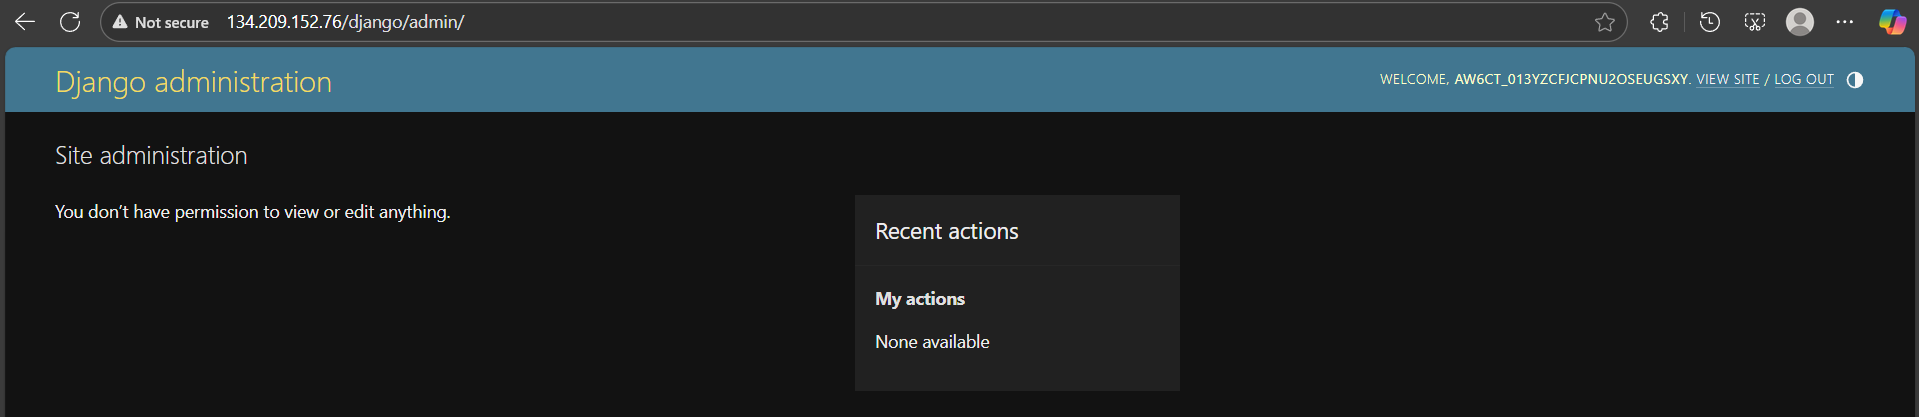 Not secure 134.209.152.76/django/admin/
Django administration
WELCOME, AW6CT_013YZCFJCPNU2OSEUGSXY. VIEW SITE / LOG OUT
Site administration
You don’t have permission to view or edit anything.
Recent actions
My actions
None available